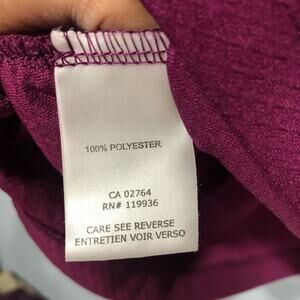 100% POLYESTER
CA 02764
RN# 119936
CARE SEE REVERSE
ENTRETIEN VOIR VERSO